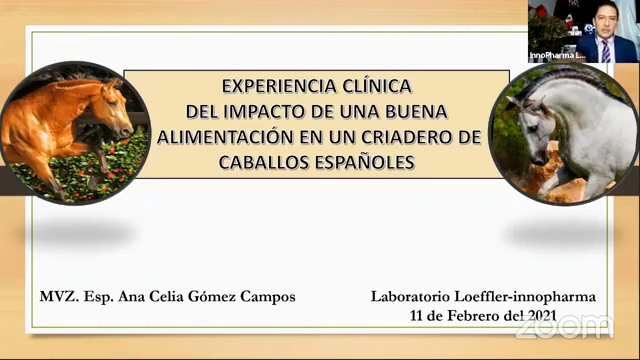 InnoPharma L...
EXPERIENCIA CLÍNICA
DEL IMPACTO DE UNA BUENA
ALIMENTACIÓN EN UN CRIADERO DE
CABALLOS ESPAÑOLES
MVZ. Esp. Ana Celia Gómez Campos
Laboratorio Loeffler-innopharma
11 de Febrero del 2021
zoom